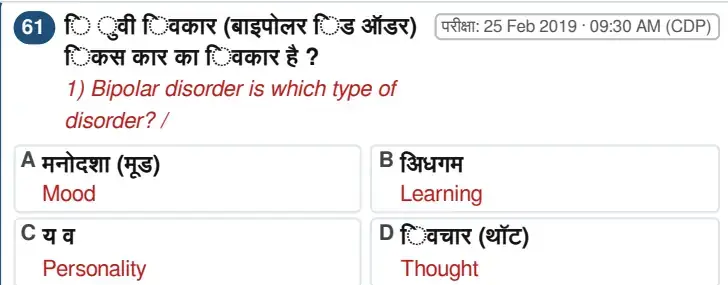 61 ि ुवी िवकार (बाइपोलर िड ऑडर) परीक्षा: 25 Feb 2019 · 09:30 AM (CDP)
िकस कार का िवकार है ?
1) Bipolar disorder is which type of
disorder? /
A मनोदशा (मूड) B अिधगम
Mood Learning
C य व D िवचार (थॉट)
Personality Thought